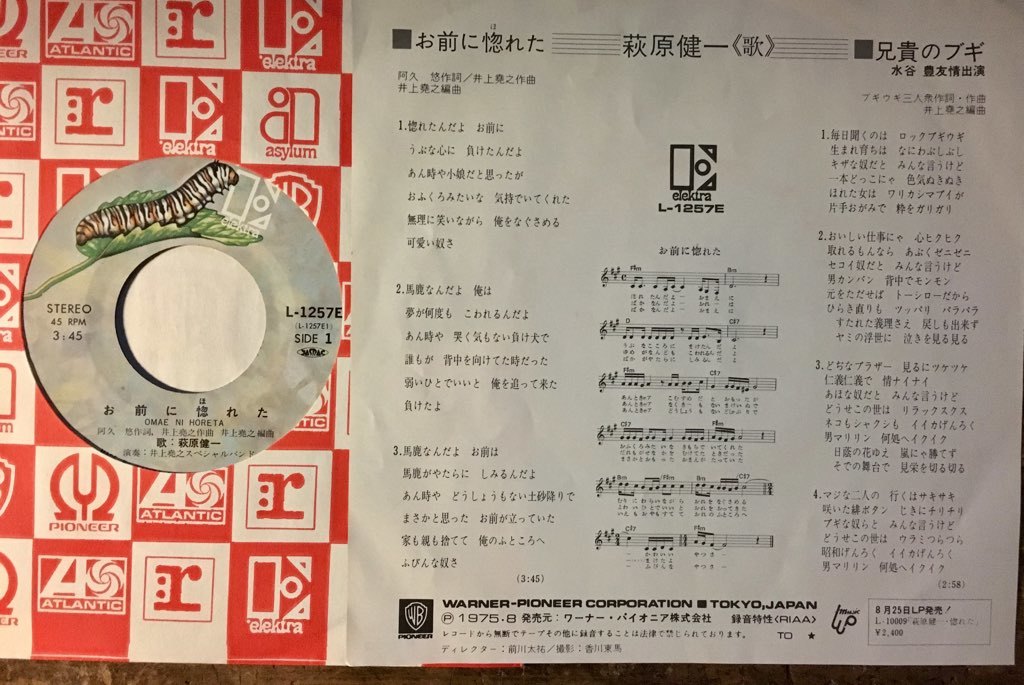 ATLANTIC
PIONEER
elektra
elektra
asylum
STEREO
45 RPM
3:45
L-1257E
(L-1257E1)
SIDE 1
お前に惚れた
ほ
OMAE NI HORETA
阿久 悠作詞、井上堯之作曲 井上堯之編曲
歌:萩原健一
演奏:井上堯之スペシャルバンド
PIONEER
ATLANTIC
ATLANTIC
elektra
■お前に惚れた
ほ
萩原健一《歌》
■兄貴のブギ
水谷 豊友情出演
阿久 悠作詞/井上堯之作曲
井上堯之編曲
ブギウギ三人衆作詞・作曲
井上堯之編曲
1.惚れたんだよ お前に
うぶな心に 負けたんだよ
あん時や小娘だと思ったが
おふくろみたいな 気持でいてくれた
無理に笑いながら 俺をなぐさめる
可愛い奴さ
2.馬鹿なんだよ 俺は
夢が何度も こわれるんだよ
あん時や 哭く気もない負け犬で
誰もが 背中を向けてた時だった
弱いひとでいいと 俺を追って来た
負けたよ
3.馬鹿なんだよ お前は
馬鹿がやたらに しみるんだよ
あん時や どうしようもない土砂降りで
まさかと思った お前が立っていた
家も親も捨てて 俺のふところへ
ふびんな奴さ
(3:45)
elektra
L-1257E
お前に惚れた
1.毎日聞くのは ロックブギウギ
生まれ育ちは なにわぶしぶし
キザな奴だと みんな言うけど
一本どっこにゃ 色気ぬきぬき
ほれた女は ワリカシマブイが
片手おがみで 粋をガリガリ
2.おいしい仕事にゃ 心ヒクヒク
取れるもんなら あぶくゼニゼニ
セコイ奴だと みんな言うけど
男カンバン 背中でモンモン
元をただせば トーシローだから
ひらき直りも ツッパリ バラバラ
すたれた義理さえ 戻しも出来ず
ヤミの浮世に 泣きを見る見る
3.どぢなブラザー 見るにツケツケ
仁義仁義で 情ナイナイ
あほな奴だと みんな言うけど
どうせこの世は リラックスクス
ネコもシャクシも イイカげんろく
男マリリン 何処へイクイク
日蔭の花ゆえ 嵐にゃ勝てず
そでの舞台で 見栄を切る切る
4.マジな二人の 行くはサキサキ
咲いた緋ボタン じきにチリチリ
ブギな奴らと みんな言うけど
どうせこの世は ウラミつらつら
昭和げんろく イイカげんろく
男マリリン 何処へイクイク
(2:58)
WB
PIONEER
WARNER-PIONEER CORPORATION ■ TOKYO, JAPAN
Ⓟ1975.8 発売元:ワーナー・パイオニア株式会社 録音特性〈RIAA〉
レコードから無断でテープその他に録音することは法律で禁じられております。
TO ★
ディレクター:前川太祐/撮影:香川東馬
8月25日LP発売!
L-10009「萩原健一・惚れた」
¥2,400